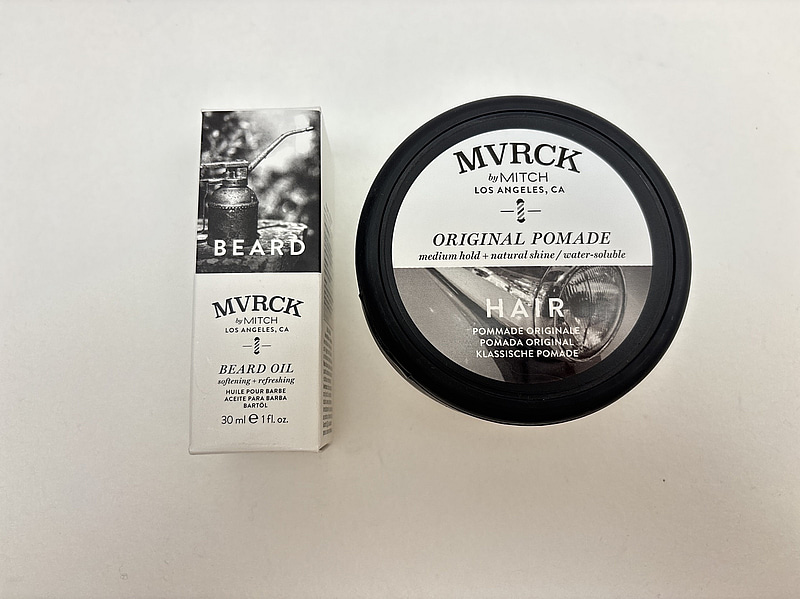 BEARD
MVRCK
by MITCH
LOS ANGELES, CA
BEARD OIL
softening + refreshing
HUILE POUR BARBE
ACEITE PARA BARBA
BARTÖL
30 ml ℮ 1 fl. oz.
MVRCK
by MITCH
LOS ANGELES, CA
ORIGINAL POMADE
medium hold + natural shine / water-soluble
HAIR
POMMADE ORIGINALE
POMADA ORIGINAL
KLASSISCHE POMADE